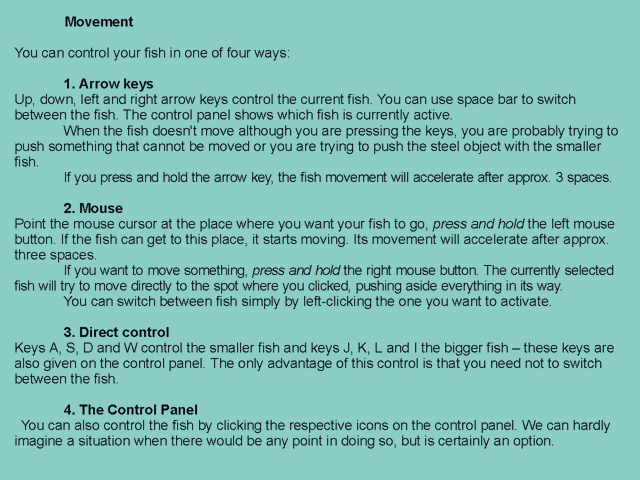 Movement
You can control your fish in one of four ways:
1. Arrow keys
Up, down, left and right arrow keys control the current fish. You can use space bar to switch
between the fish. The control panel shows which fish is currently active.
When the fish doesn't move although you are pressing the keys, you are probably trying to
push something that cannot be moved or you are trying to push the steel object with the smaller
fish.
If you press and hold the arrow key, the fish movement will accelerate after approx. 3 spaces.
2. Mouse
Point the mouse cursor at the place where you want your fish to go, press and hold the left mouse
button. If the fish can get to this place, it starts moving. Its movement will accelerate after approx.
three spaces.
If you want to move something, press and hold the right mouse button. The currently selected
fish will try to move directly to the spot where you clicked, pushing aside everything in its way.
You can switch between fish simply by left-clicking the one you want to activate.
3. Direct control
Keys A, S, D and W control the smaller fish and keys J, K, L and I the bigger fish – these keys are
also given on the control panel. The only advantage of this control is that you need not to switch
between the fish.
4. The Control Panel
You can also control the fish by clicking the respective icons on the control panel. We can hardly
imagine a situation when there would be any point in doing so, but is certainly an option.